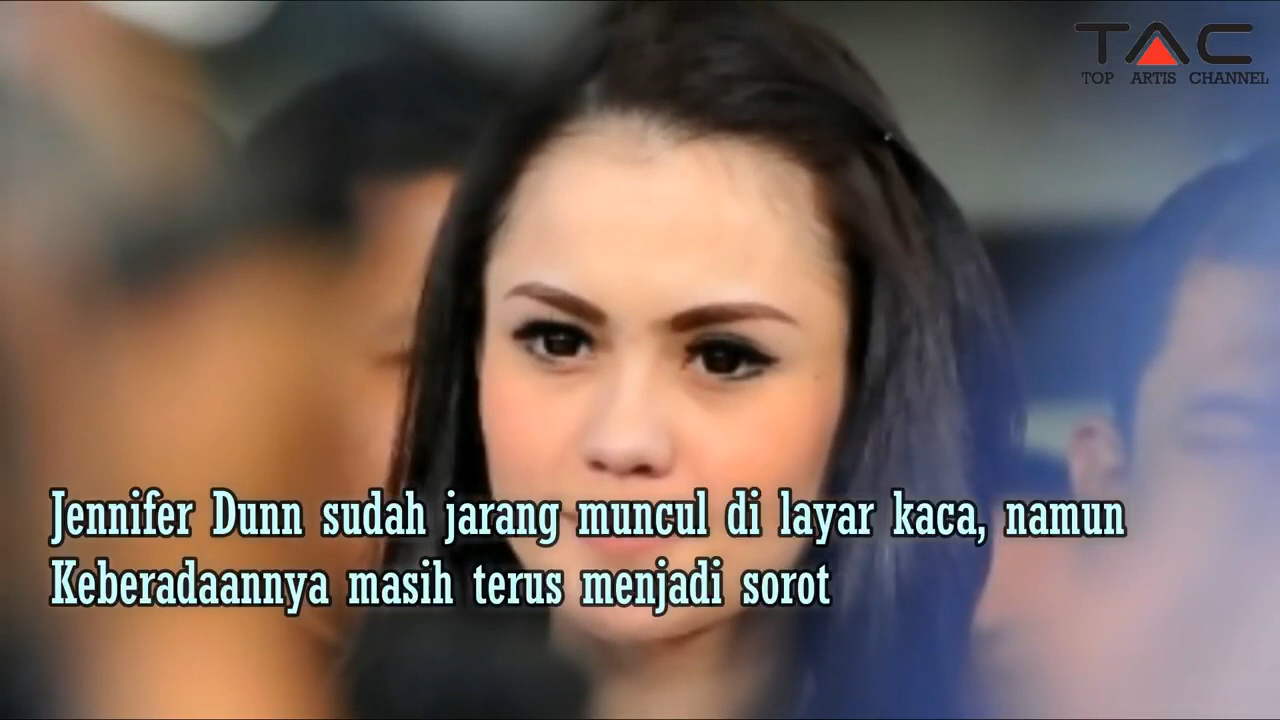 TAC
TOP ARTIS CHANNEL
Jennifer Dunn sudah jarang muncul di layar kaca, namun
Keberadaannya masih terus menjadi sorot